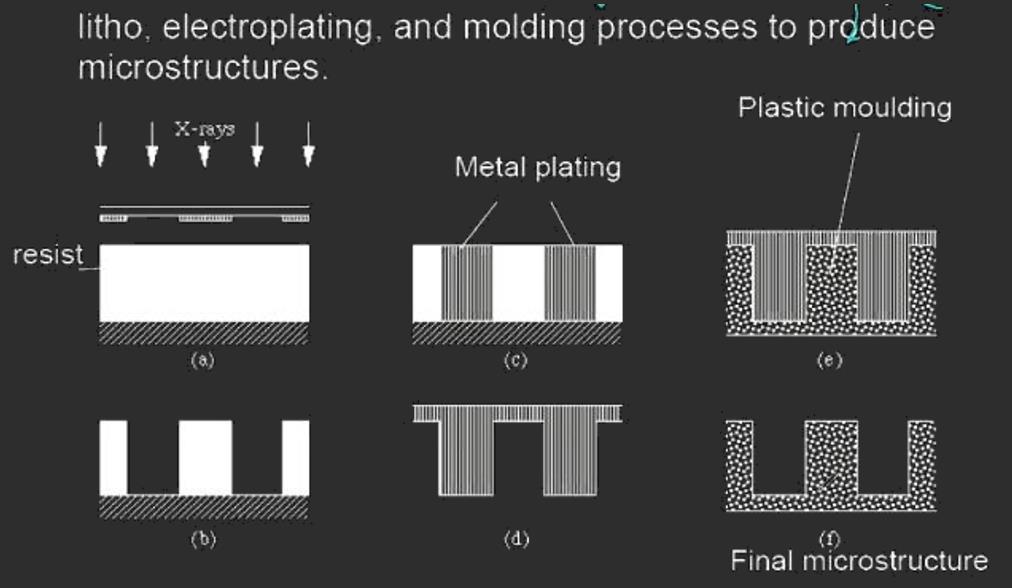 litho, electroplating, and molding processes to produce
microstructures.
Plastic moulding
X-rays
Metal plating
resist
(a)
(c)
(e)
(b)
(d)
(f)
Final microstructure